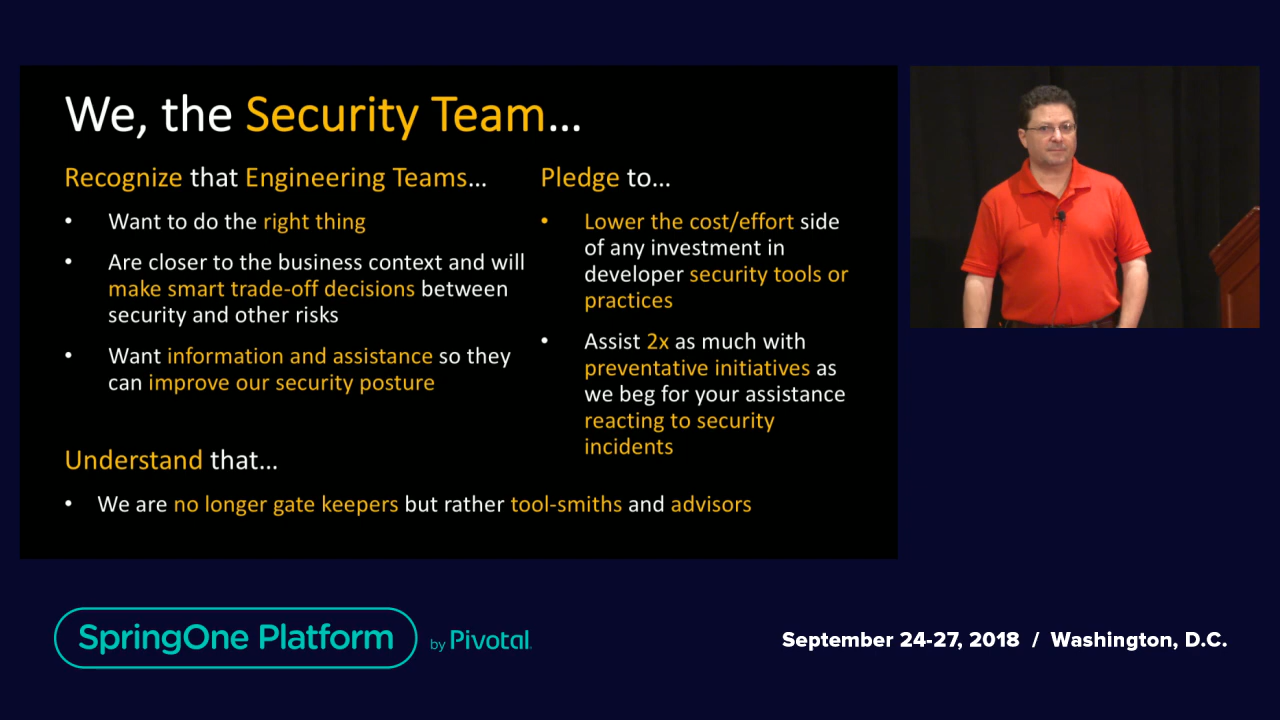 We, the Security Team...
Recognize that Engineering Teams...
• Want to do the right thing
• Are closer to the business context and will
make smart trade-off decisions between
security and other risks
• Want information and assistance so they
can improve our security posture
Pledge to...
• Lower the cost/effort side
of any investment in
developer security tools or
practices
• Assist 2x as much with
preventative initiatives as
we beg for your assistance
reacting to security
incidents
Understand that...
• We are no longer gate keepers but rather tool-smiths and advisors
SpringOne Platform by Pivotal.
September 24-27, 2018 / Washington, D.C.